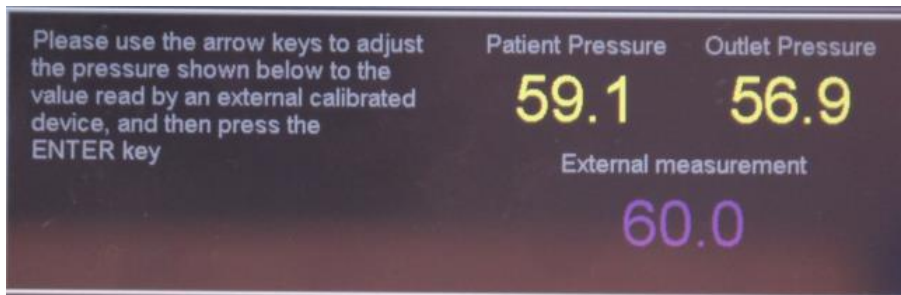 Please use the arrow keys to adjust
the pressure shown below to the
value read by an external calibrated
device, and then press the
ENTER key
Patient Pressure
59.1
Outlet Pressure
56.9
External measurement
60.0